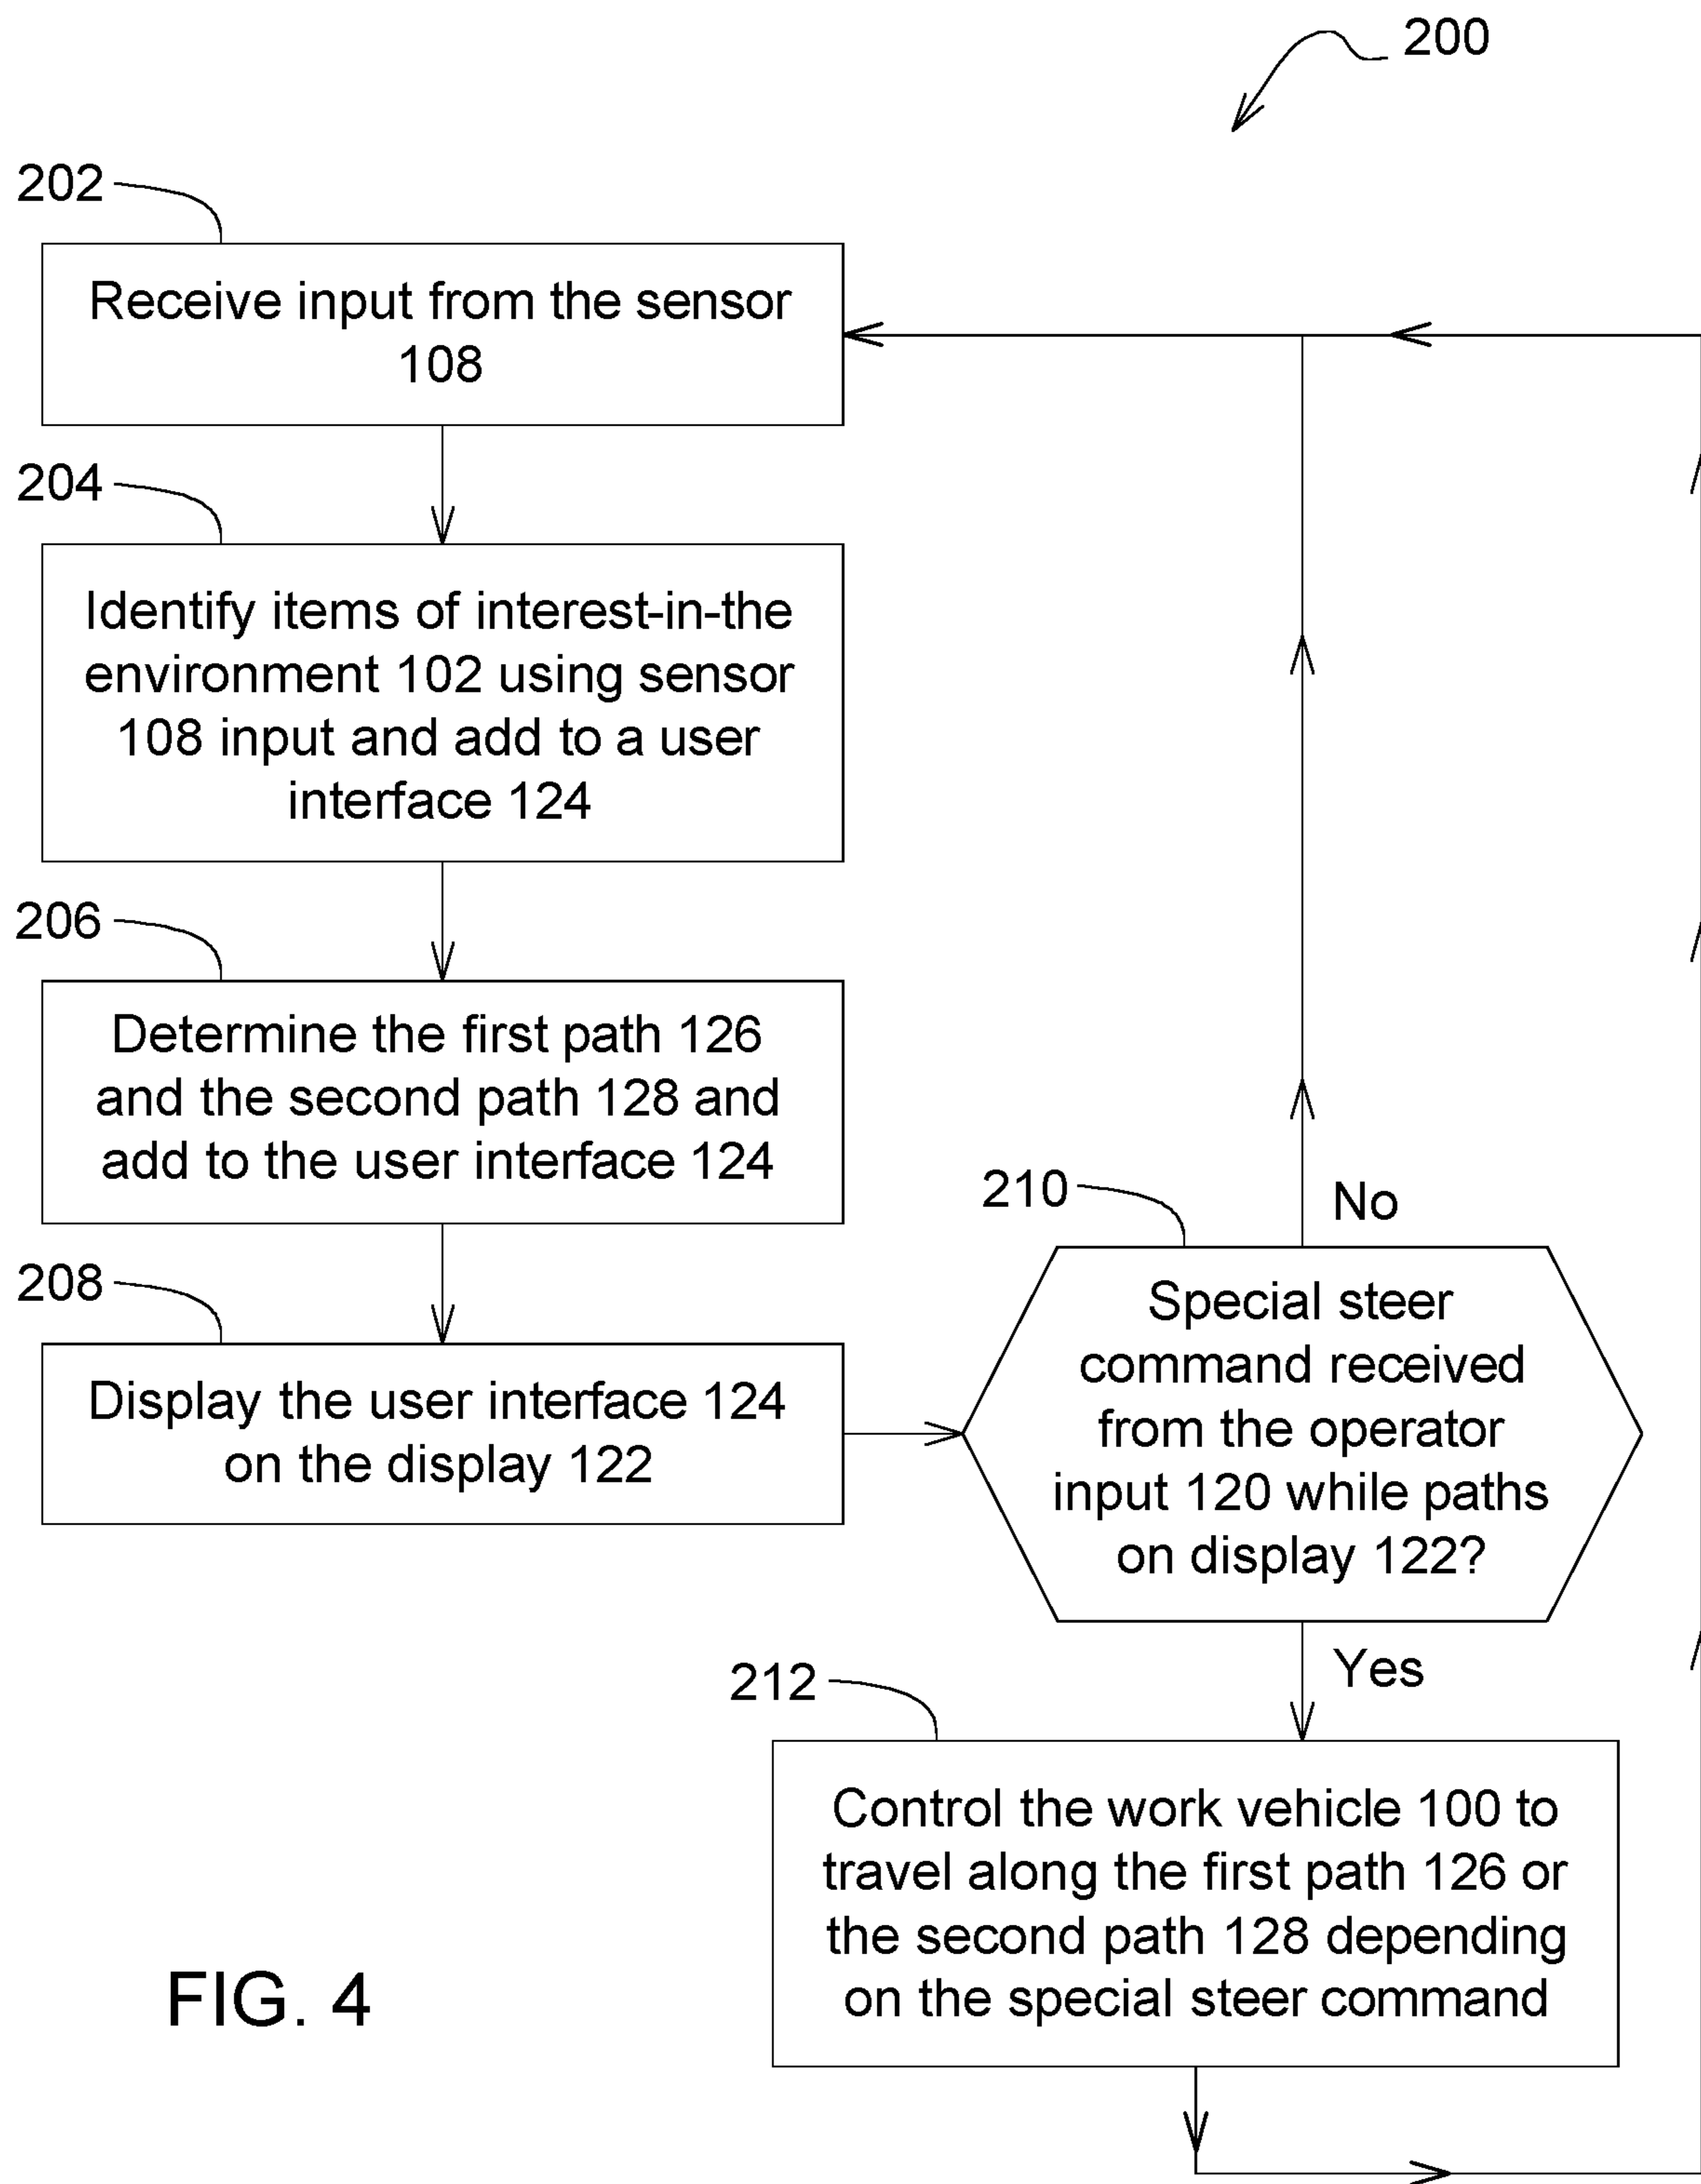 200
202
Receive input from the sensor
108
204
Identify items of interest-in-the
environment 102 using sensor
108 input and add to a user
interface 124
206
Determine the first path 126
and the second path 128 and
add to the user interface 124
208
Display the user interface 124
on the display 122
210
No
Special steer
command received
from the operator
input 120 while paths
on display 122?
Yes
212
Control the work vehicle 100 to
travel along the first path 126 or
the second path 128 depending
on the special steer command
FIG. 4